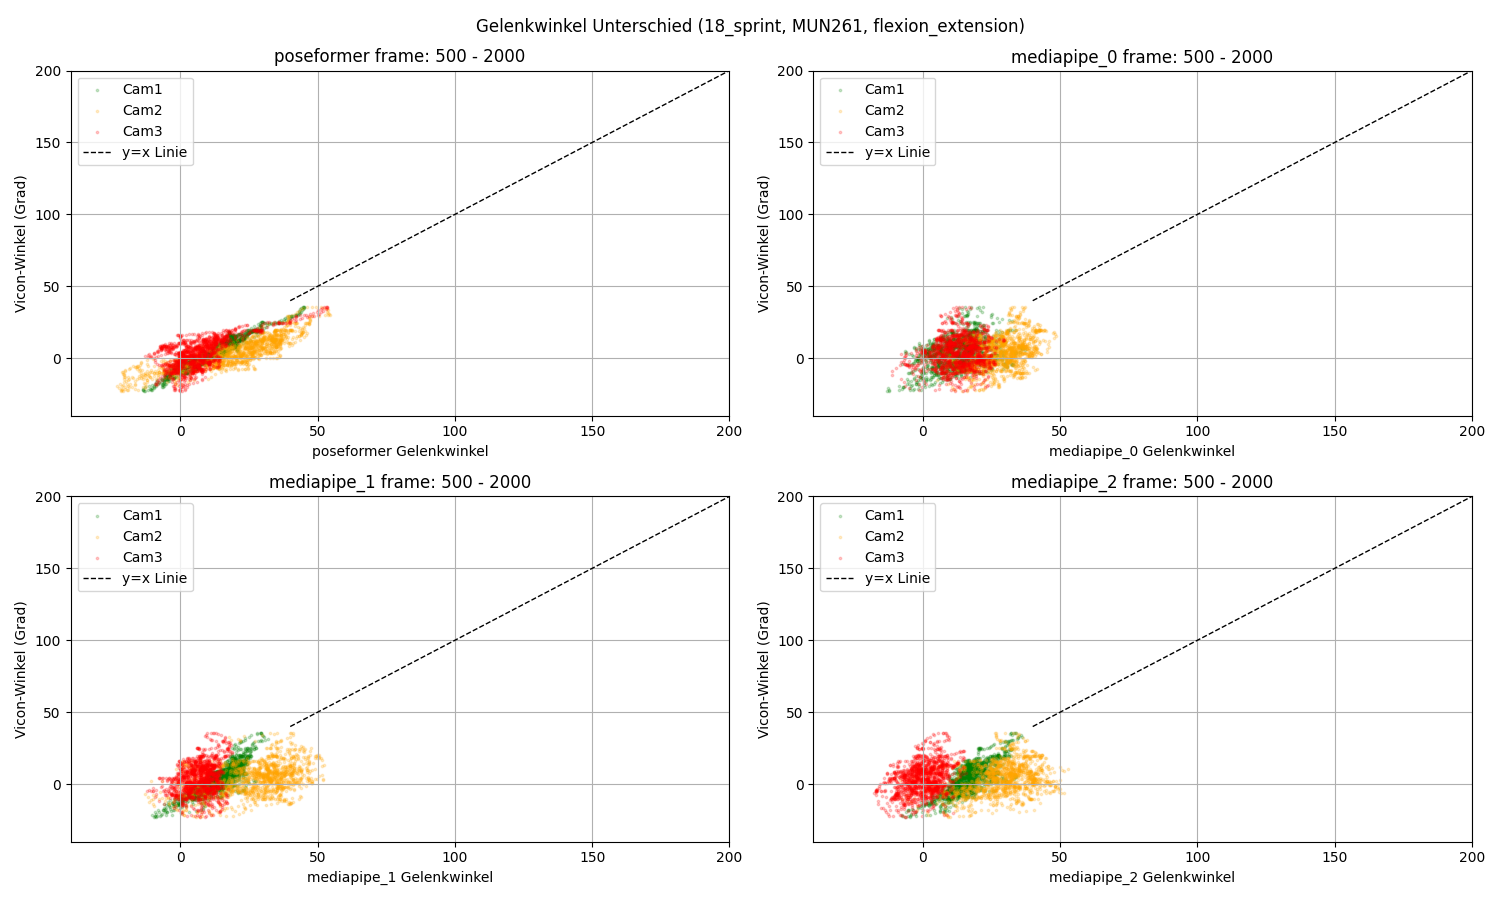 Gelenkwinkel Unterschied (18_sprint, MUN261, flexion_extension)
poseformer frame: 500 - 2000
200
150
100
50
0
Vicon-Winkel (Grad)
Cam1
Cam2
Cam3
y=x Linie
0 50 100 150 200
poseformer Gelenkwinkel
mediapipe_0 frame: 500 - 2000
200
150
100
50
0
Vicon-Winkel (Grad)
Cam1
Cam2
Cam3
y=x Linie
0 50 100 150 200
mediapipe_0 Gelenkwinkel
mediapipe_1 frame: 500 - 2000
200
150
100
50
0
Vicon-Winkel (Grad)
Cam1
Cam2
Cam3
y=x Linie
0 50 100 150 200
mediapipe_1 Gelenkwinkel
mediapipe_2 frame: 500 - 2000
200
150
100
50
0
Vicon-Winkel (Grad)
Cam1
Cam2
Cam3
y=x Linie
0 50 100 150 200
mediapipe_2 Gelenkwinkel